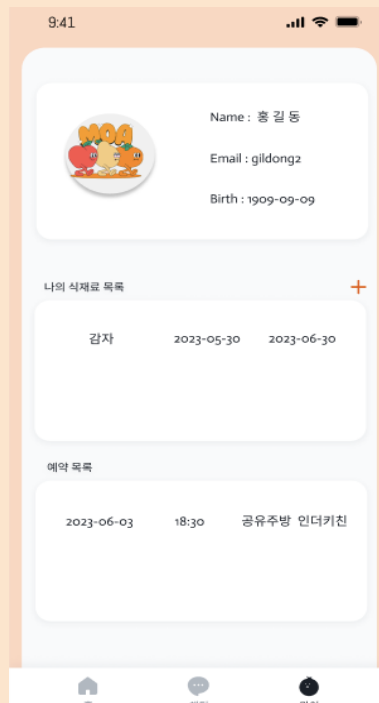 9:41
MOA
Name : 홍 길 동
Email : gildong2
Birth : 1909-09-09
나의 식재료 목록 +
감자 2023-05-30 2023-06-30
예약 목록
2023-06-03 18:30 공유주방 인더키친